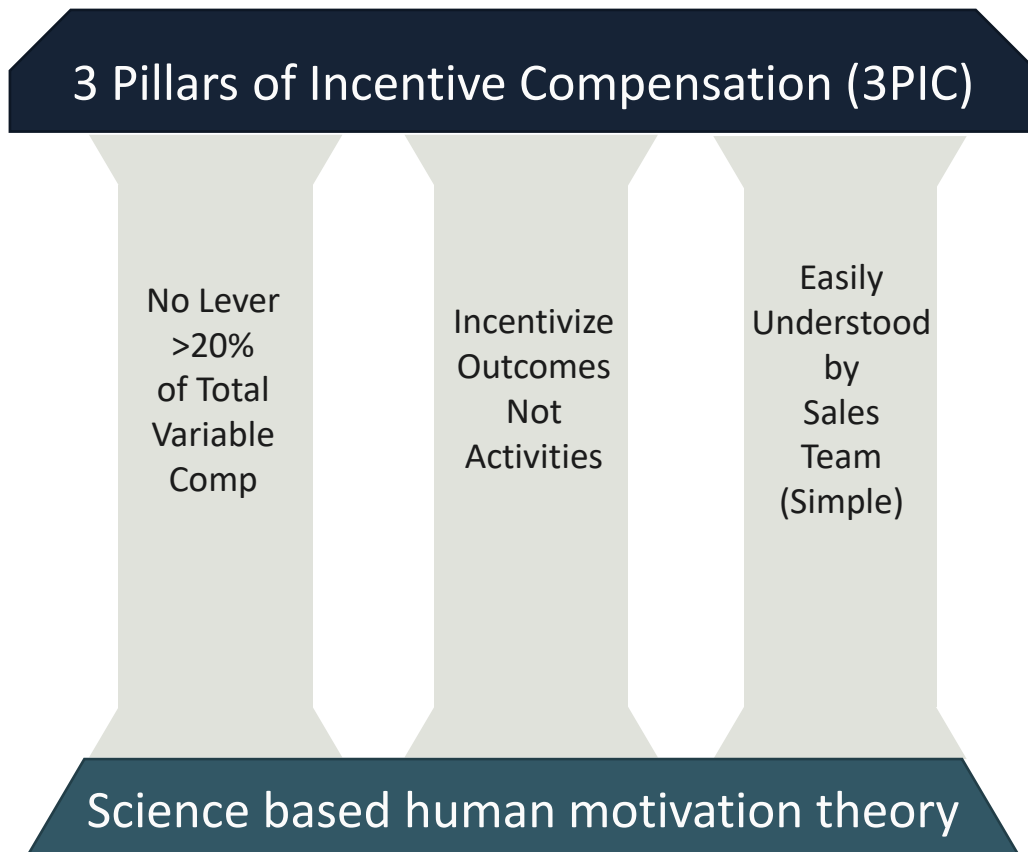 3 Pillars of Incentive Compensation (3PIC)
No Lever
>20%
of Total
Variable
Comp
Incentivize
Outcomes
Not
Activities
Easily
Understood
by
Sales
Team
(Simple)
Science based human motivation theory